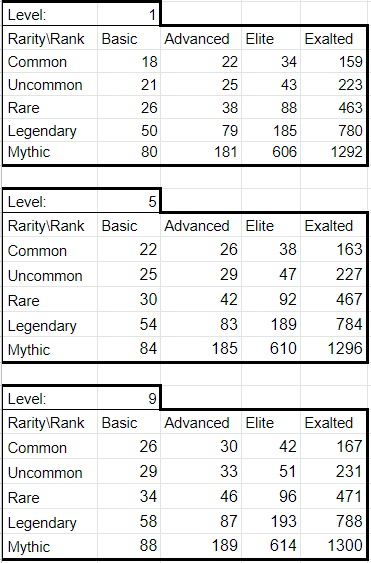 Level: 1
Rarity\Rank Basic Advanced Elite Exalted
Common 18 22 34 159
Uncommon 21 25 43 223
Rare 26 38 88 463
Legendary 50 79 185 780
Mythic 80 181 606 1292
Level: 5
Rarity\Rank Basic Advanced Elite Exalted
Common 22 26 38 163
Uncommon 25 29 47 227
Rare 30 42 92 467
Legendary 54 83 189 784
Mythic 84 185 610 1296
Level: 9
Rarity\Rank Basic Advanced Elite Exalted
Common 26 30 42 167
Uncommon 29 33 51 231
Rare 34 46 96 471
Legendary 58 87 193 788
Mythic 88 189 614 1300